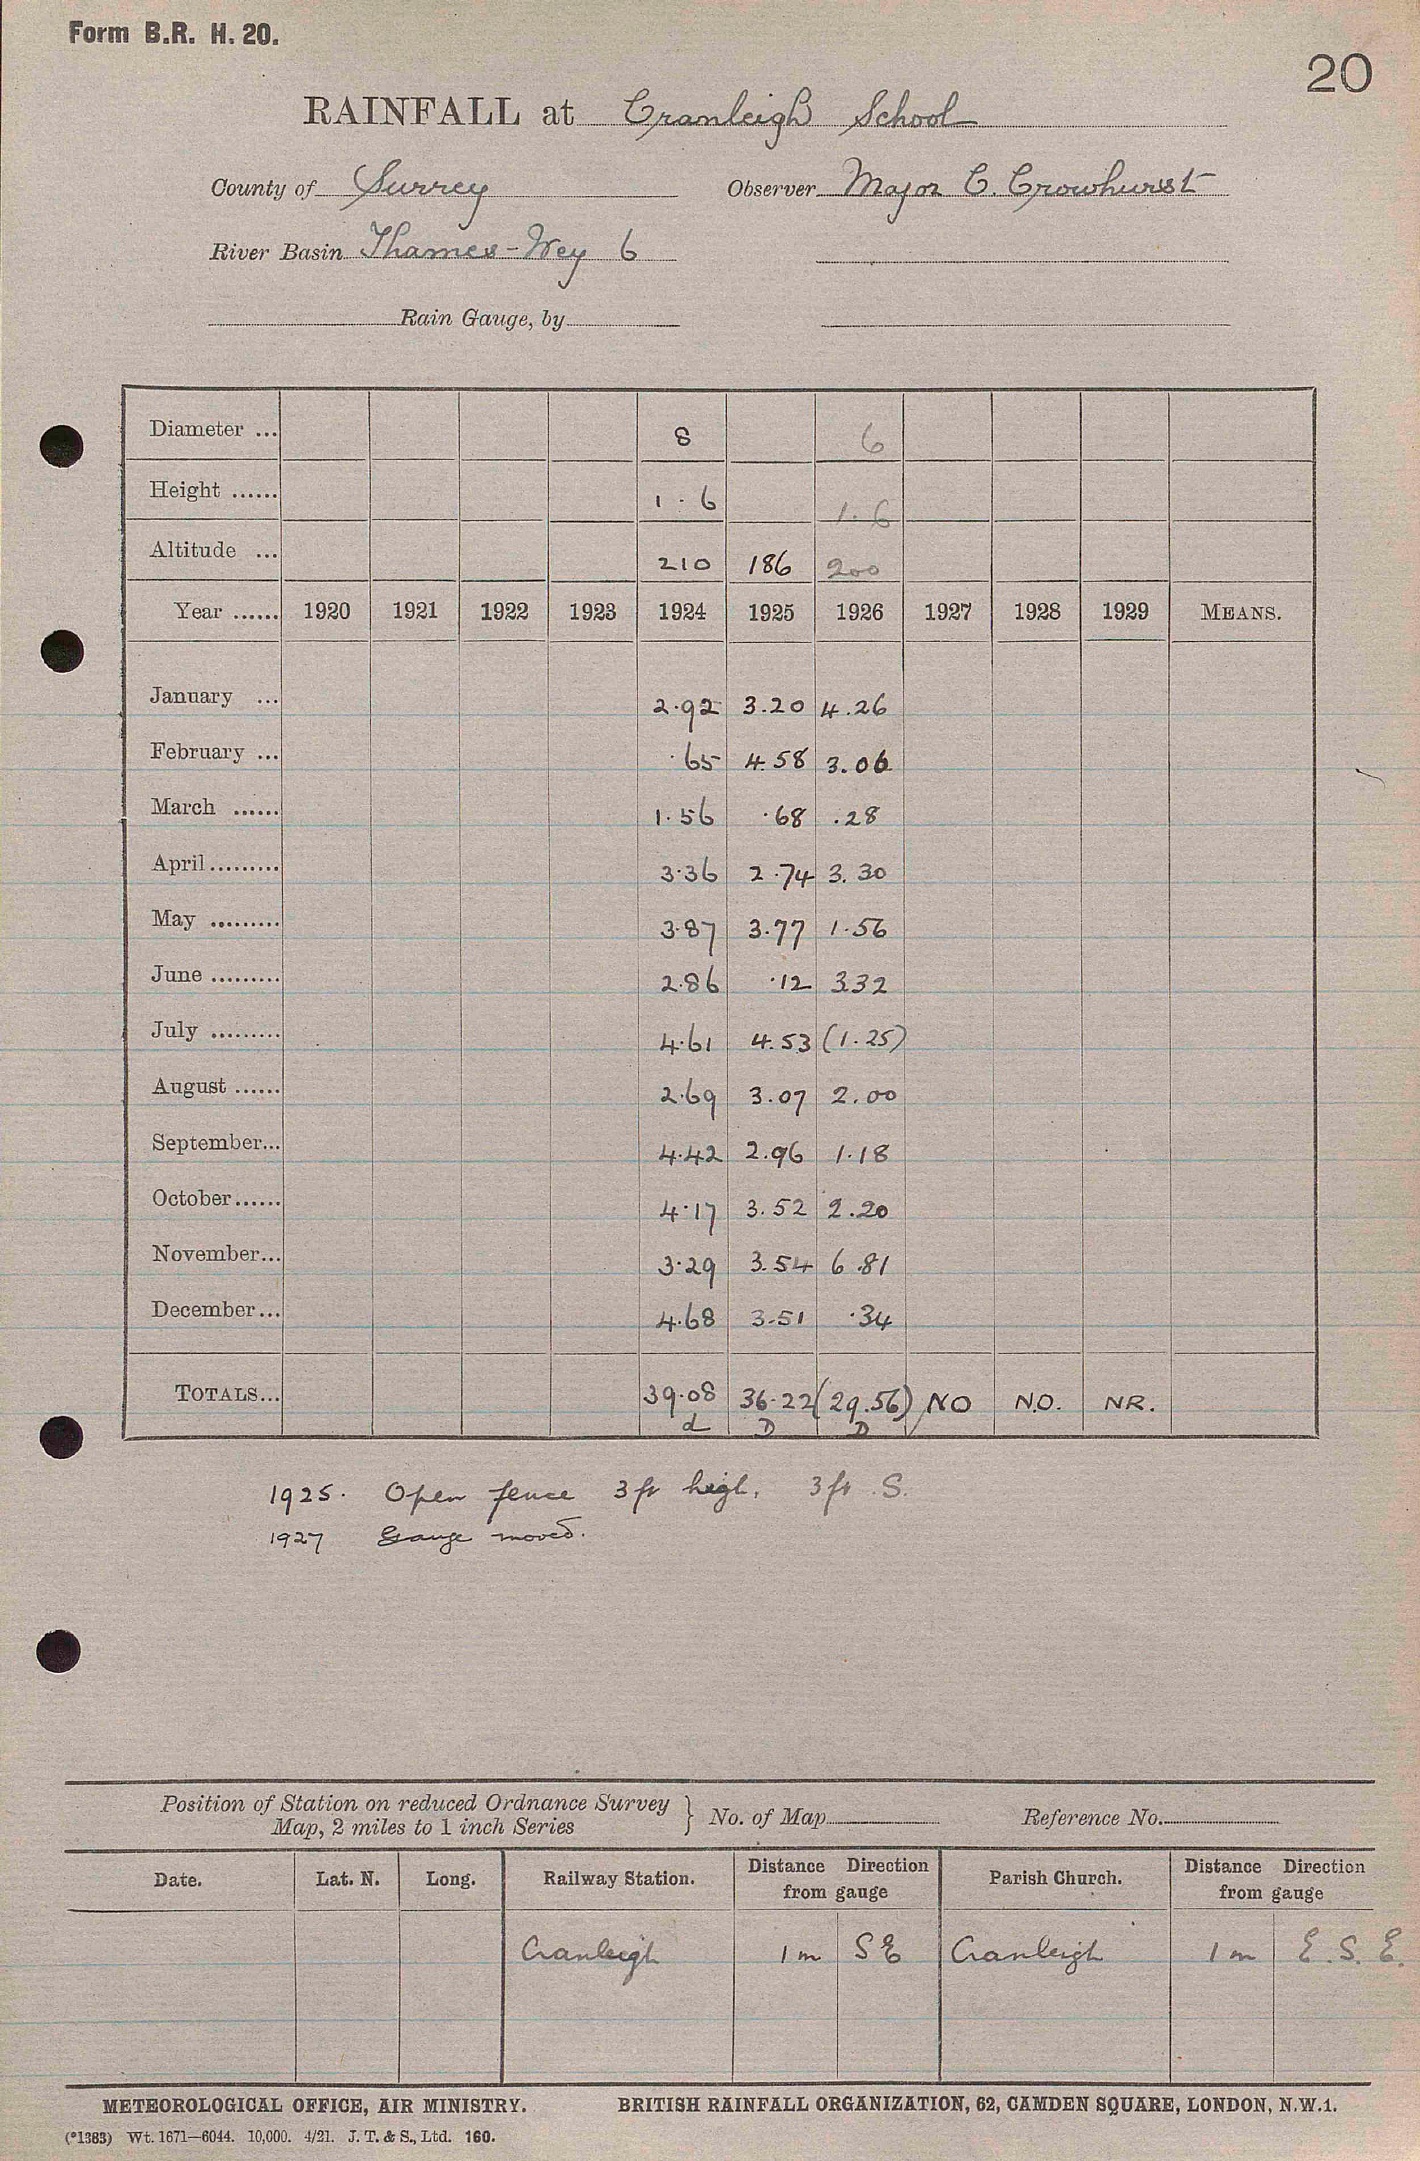 Form B.R. H. 20.
20
RAINFALL at Cranleigh School
County of Surrey Observer Major C. Crowhurst
River Basin Thames-Wey 6
Rain Gauge, by
Diameter ... 8 6
Height ...... 1 . 6 1 . 6
Altitude ... 210 186 200
Year ...... 1920 1921 1922 1923 1924 1925 1926 1927 1928 1929 MEANS.
January ... 2.92 3.20 4.26
February ... .65 4.58 3.06
March ...... 1.56 .68 .28
April......... 3.36 2.74 3.30
May ......... 3.87 3.77 1.56
June ......... 2.86 .12 3.32
July ......... 4.61 4.53 (1.25)
August ...... 2.69 3.07 2.00
September... 4.42 2.96 1.18
October...... 4.17 3.52 2.20
November... 3.29 3.54 6.81
December... 4.68 3.51 .34
TOTALS... 39.08 36.22 (29.56) NO N.O. NR.
d D D
1925. Open fence 3 ft high, 3 ft S.
1927 Gauge moved.
Position of Station on reduced Ordnance Survey
Map, 2 miles to 1 inch Series } No. of Map Reference No.
Date. Lat. N. Long. Railway Station. Distance Direction from gauge Parish Church. Distance Direction from gauge
Cranleigh 1 m SE Cranleigh 1 m E.S.E.
METEOROLOGICAL OFFICE, AIR MINISTRY. BRITISH RAINFALL ORGANIZATION, 62, CAMDEN SQUARE, LONDON, N.W.1.
(*1383) Wt. 1671—6044. 10,000. 4/21. J. T. & S., Ltd. 160.